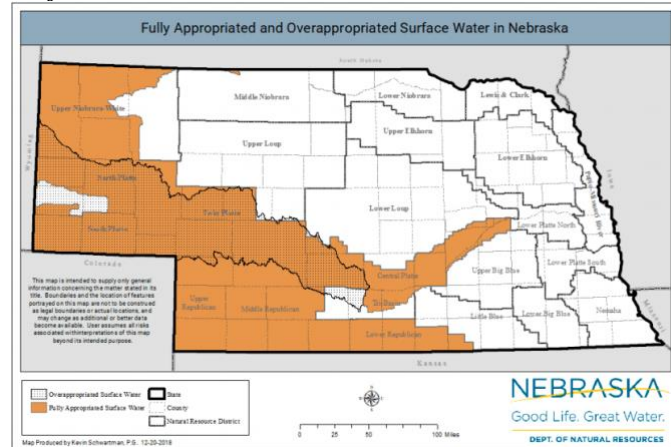 Fully Appropriated and Overappropriated Surface Water in Nebraska
South Dakota
Upper Niobrara White
Middle Niobrara
Lower Niobrara
Lewis & Clark
Upper Loup
Upper Elkhorn
Lower Elkhorn
Wyoming
Iowa
Papio-Missouri River
North Platte
Twin Platte
Lower Loup
Lower Platte North
South Platte
Central Platte
Lower Platte South
Colorado
Upper Big Blue
Upper Republican
Middle Republican
Tri-Basin
Little Blue
Lower Big Blue
Nemaha
Lower Republican
Missouri
Kansas
This map is intended to supply only general
information concerning the matter stated in its
title. Boundaries and the location of features
portrayed on this map are not to be construed
as legal boundaries or actual locations, and
may change as additional or better data
become available. User assumes all risks
associated with interpretations of this map
beyond its intended purpose.
Overappropriated Surface Water
Fully Appropriated Surface Water
State
County
Natural Resource District
0 25 50 100 Miles
NEBRASKA
Good Life. Great Water.
DEPT. OF NATURAL RESOURCES
Map Produced by Kevin Schwartman, P.G. 12-20-2018